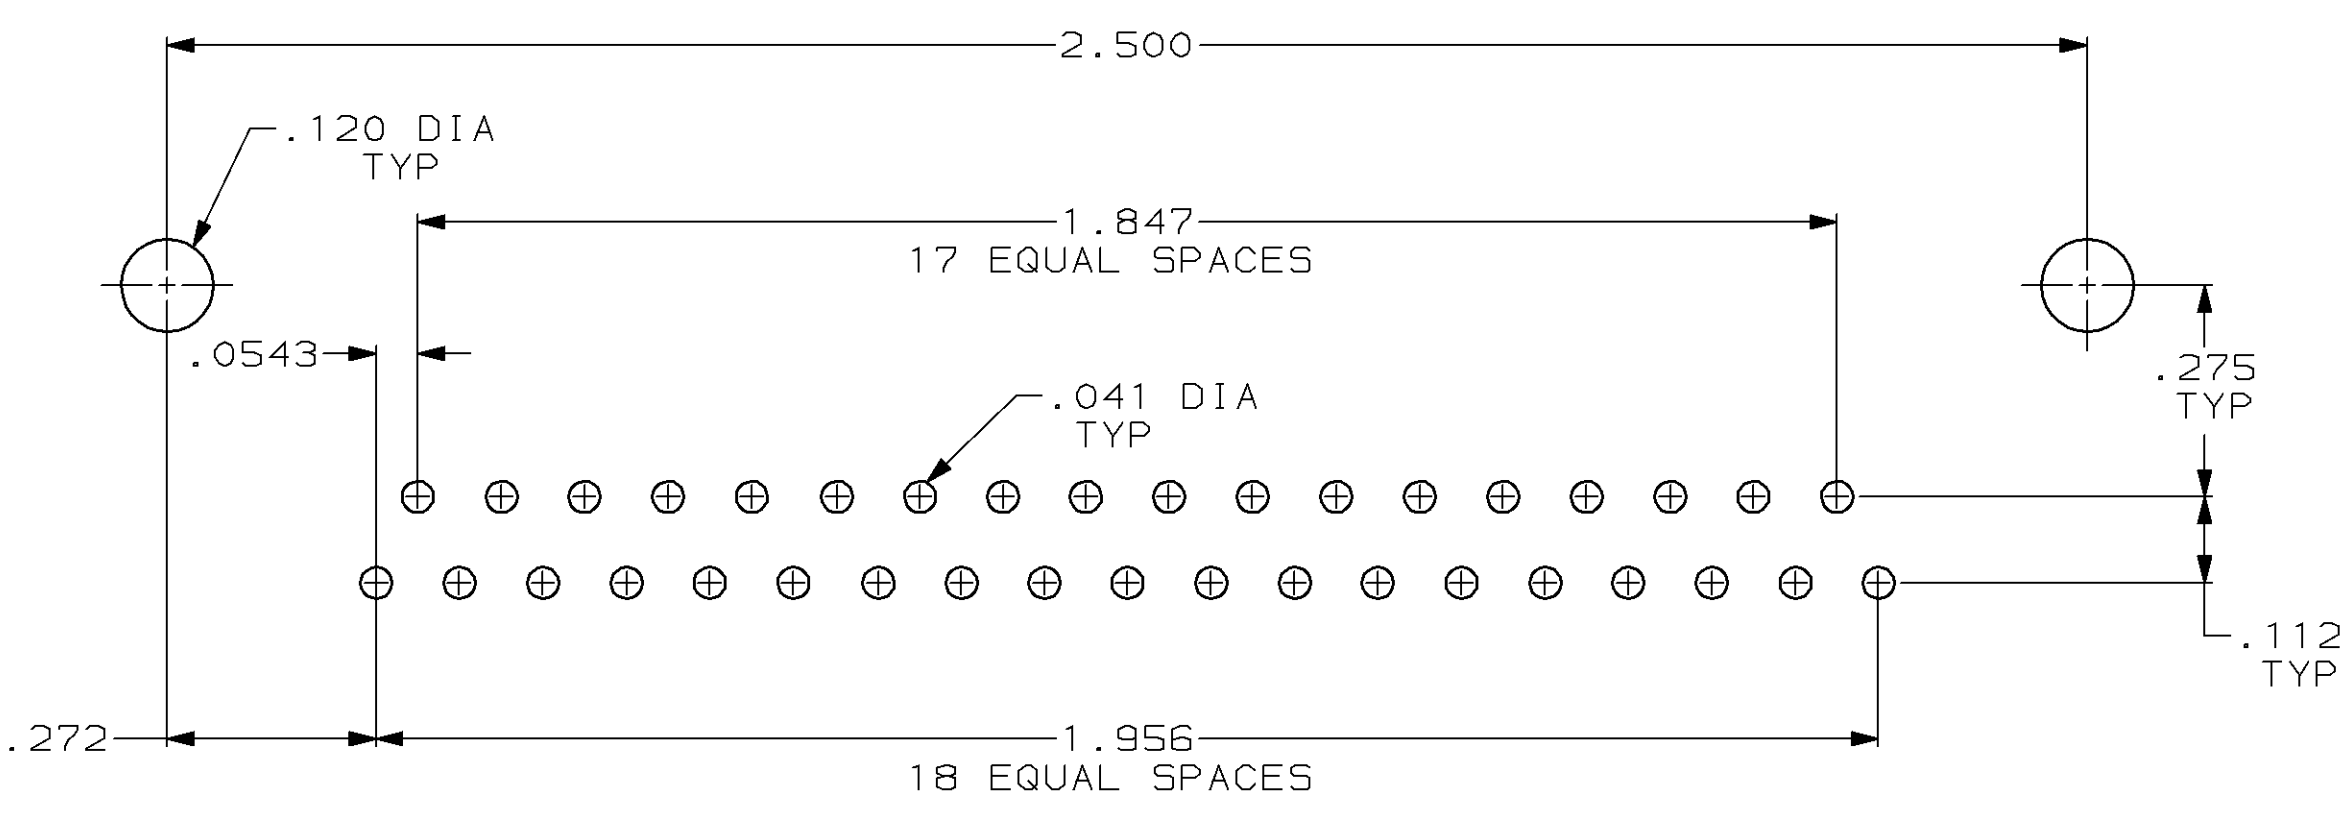 2.500
.120 DIA
TYP
1.847
17 EQUAL SPACES
.0543
.275
TYP
.041 DIA
TYP
.112
TYP
.272
1.956
18 EQUAL SPACES